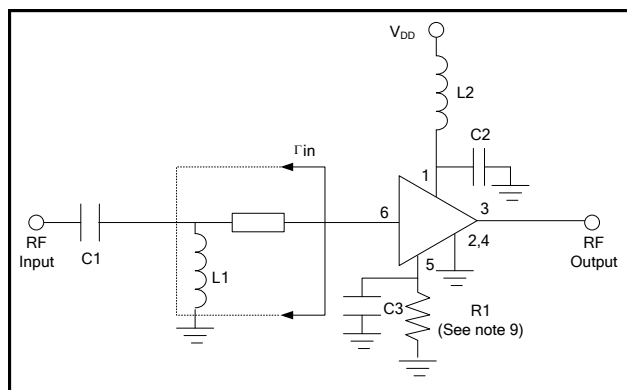 V_DD
L2
C2
Γin
1
6
3
2,4
5
RF
Input
C1
L1
C3
R1
(See note 9)
RF
Output